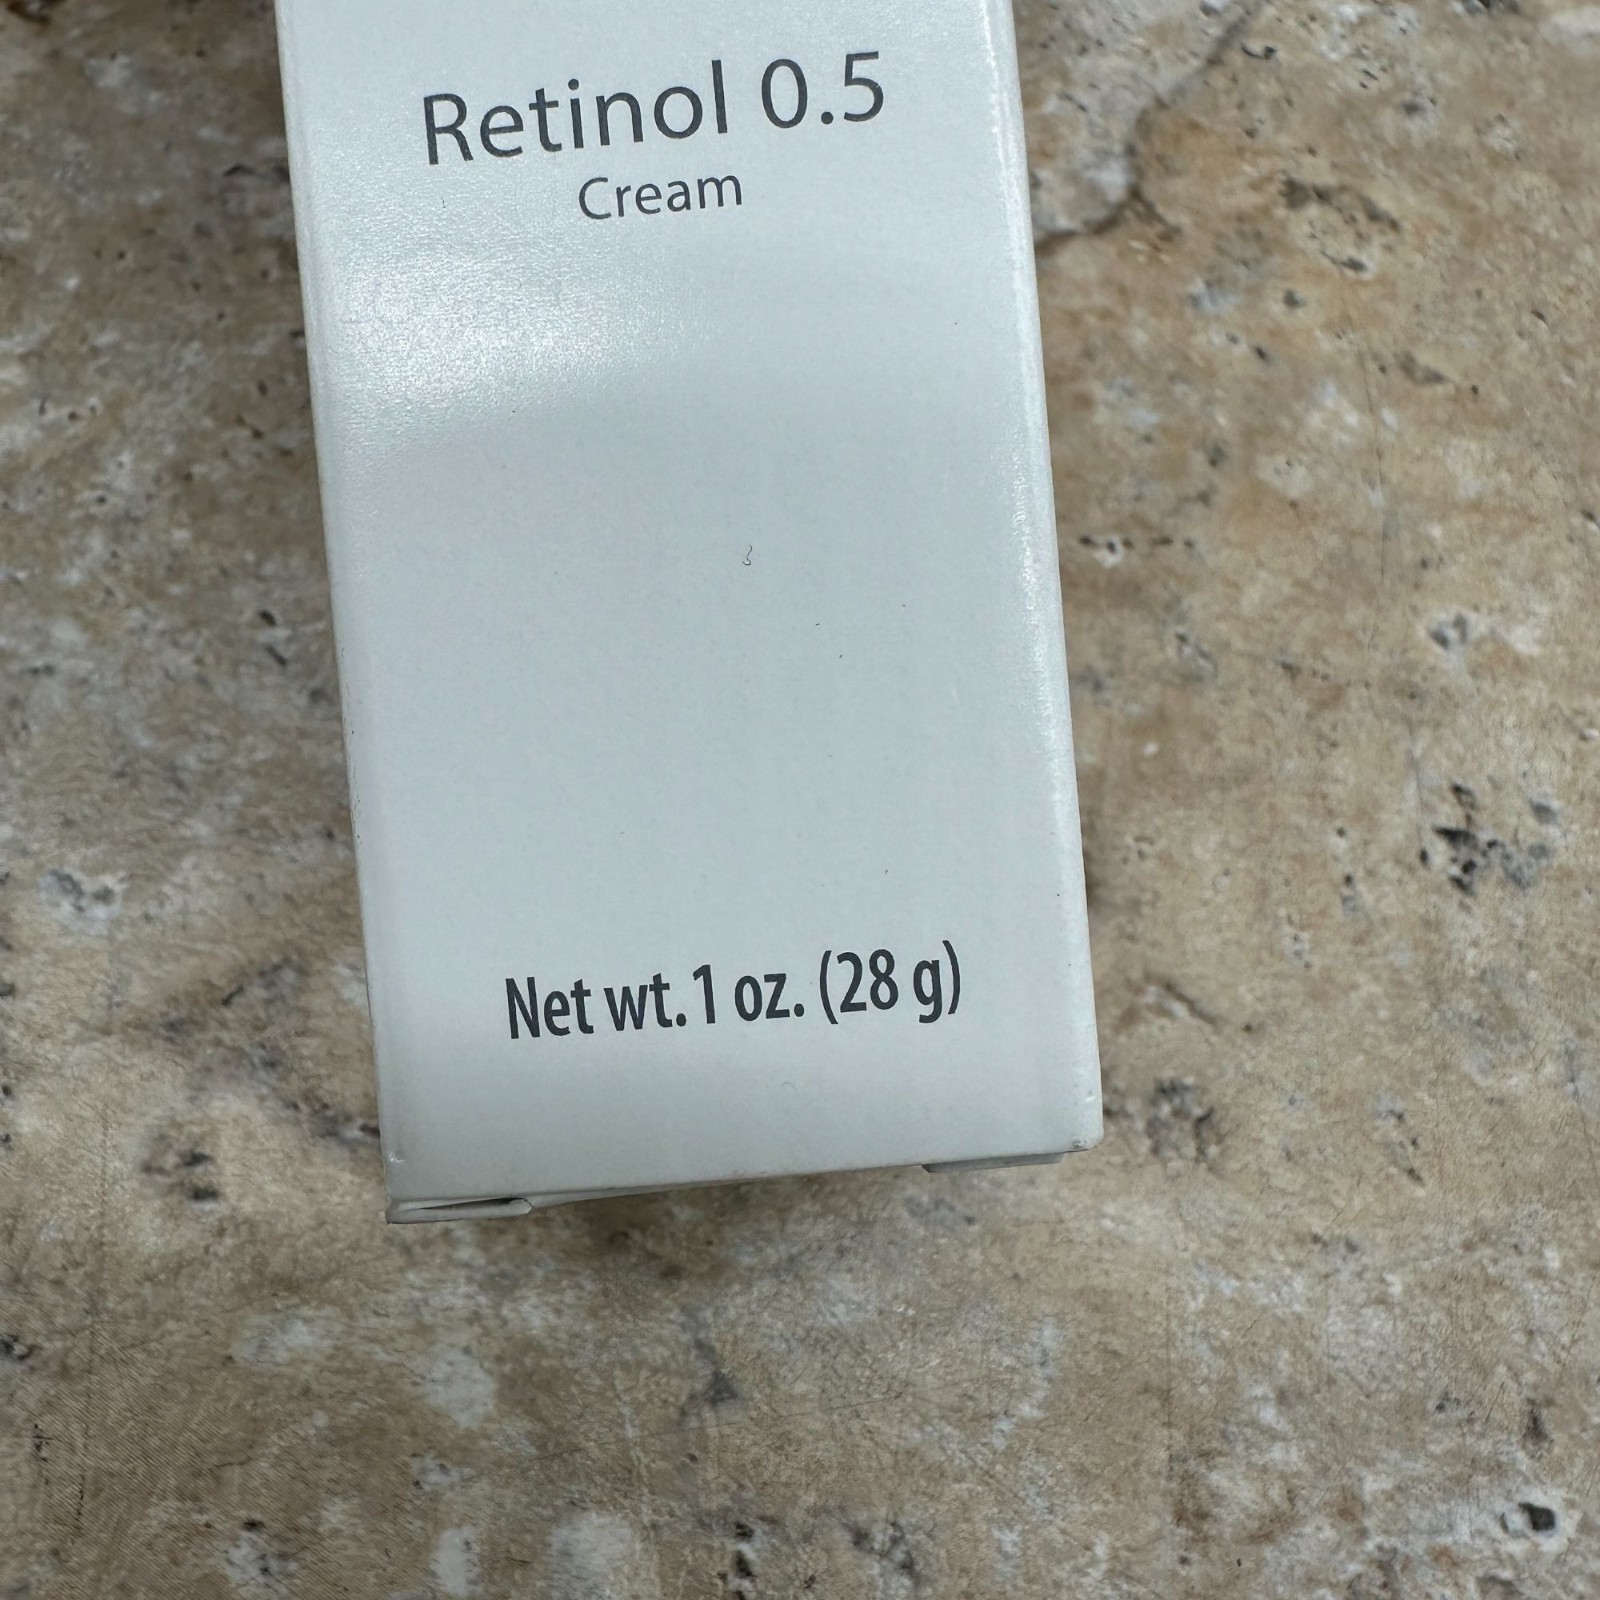 Retinol 0.5
Cream
Net wt. 1 oz. (28 g)